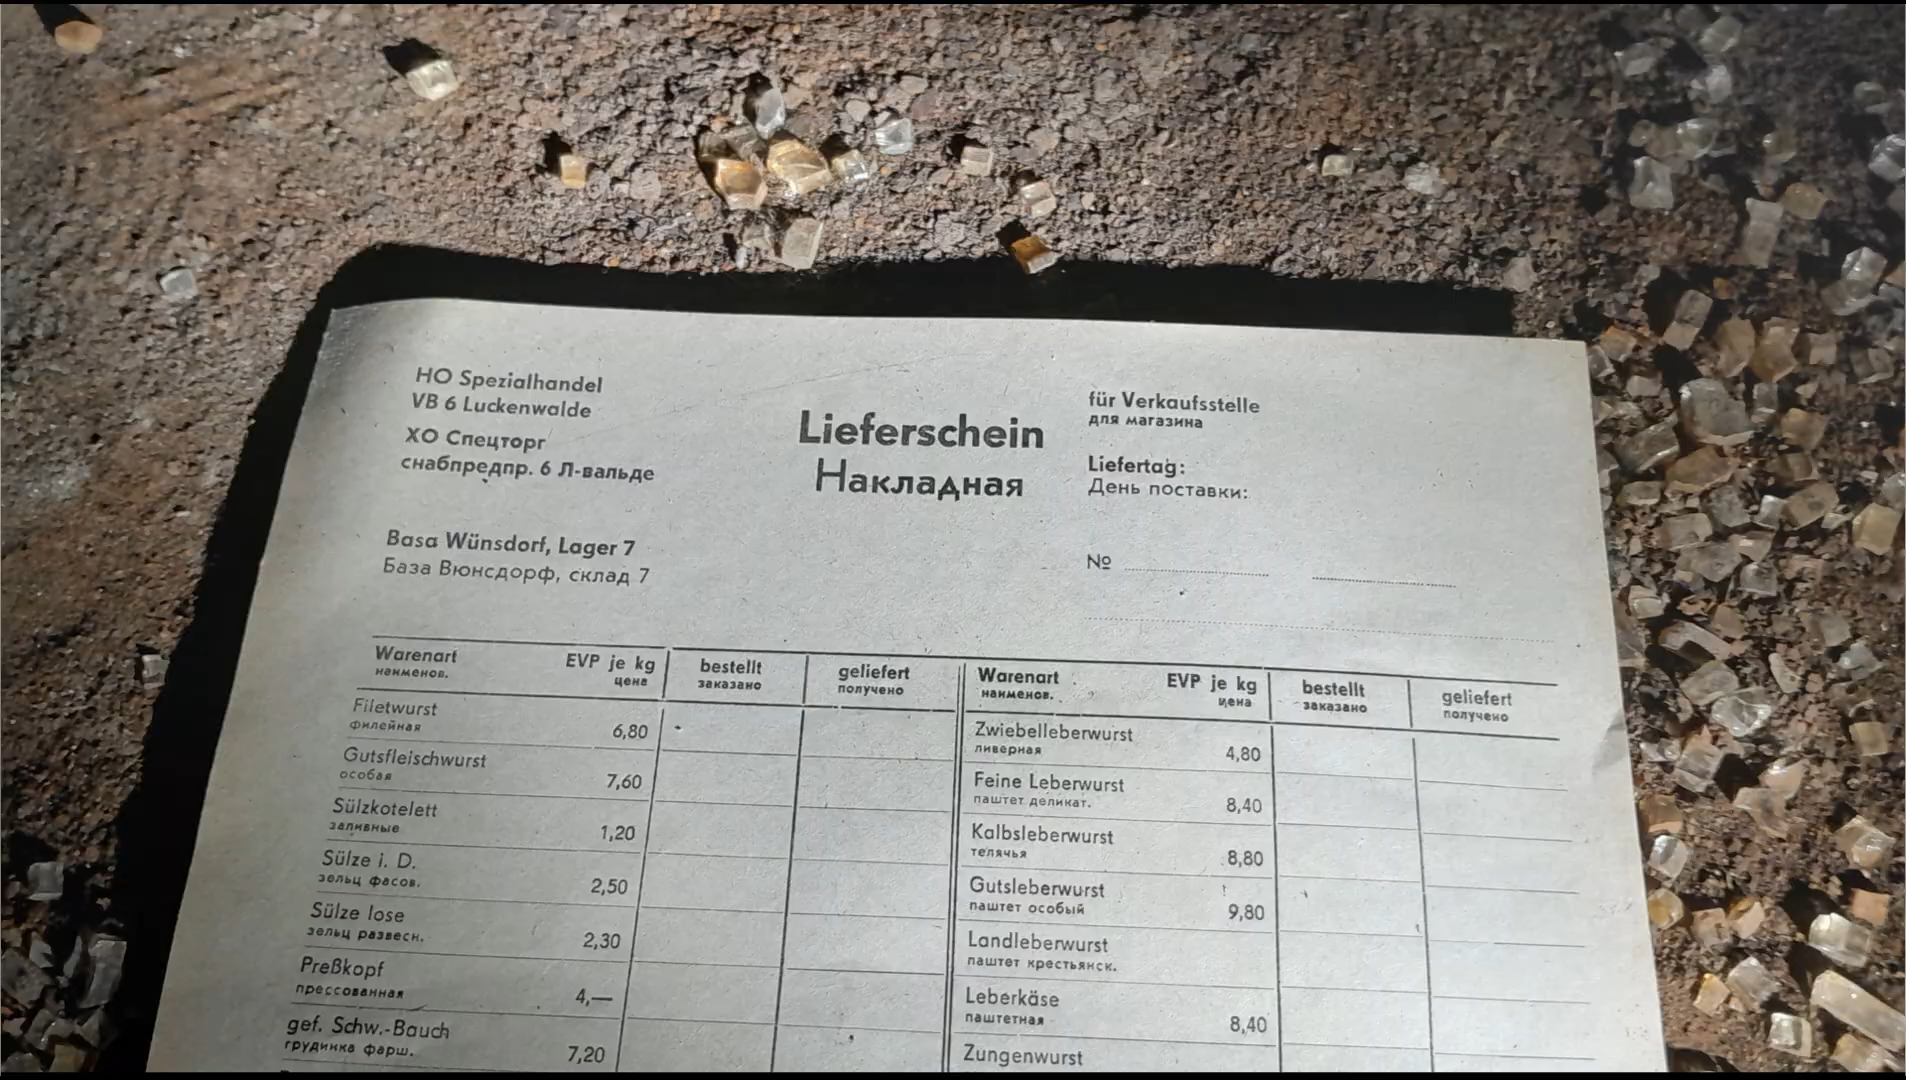 HO Spezialhandel
VB 6 Luckenwalde
ХО Спецторг
снабпредпр. 6 Л-вальде
Basa Wünsdorf, Lager 7
База Вюнсдорф, склад 7
Lieferschein
Накладная
für Verkaufsstelle
для магазина
Liefertag:
День поставки:
№
Warenart EVP je kg bestellt geliefert
наименов. цена заказано получено
Filetwurst
филейная 6,80
Gutsfleischwurst
особая 7,60
Sülzkotelett
заливные 1,20
Sülze i. D.
зельц фасов. 2,50
Sülze lose
зельц развесн. 2,30
Preßkopf
прессованная 4,—
gef. Schw.-Bauch
грудинка фарш. 7,20
Warenart EVP je kg bestellt geliefert
наименов. цена заказано получено
Zwiebelleberwurst
ливерная 4,80
Feine Leberwurst
паштет деликат. 8,40
Kalbsleberwurst
телячья 8,80
Gutsleberwurst
паштет особый 9,80
Landleberwurst
паштет крестьянск.
Leberkäse
паштетная 8,40
Zungenwurst